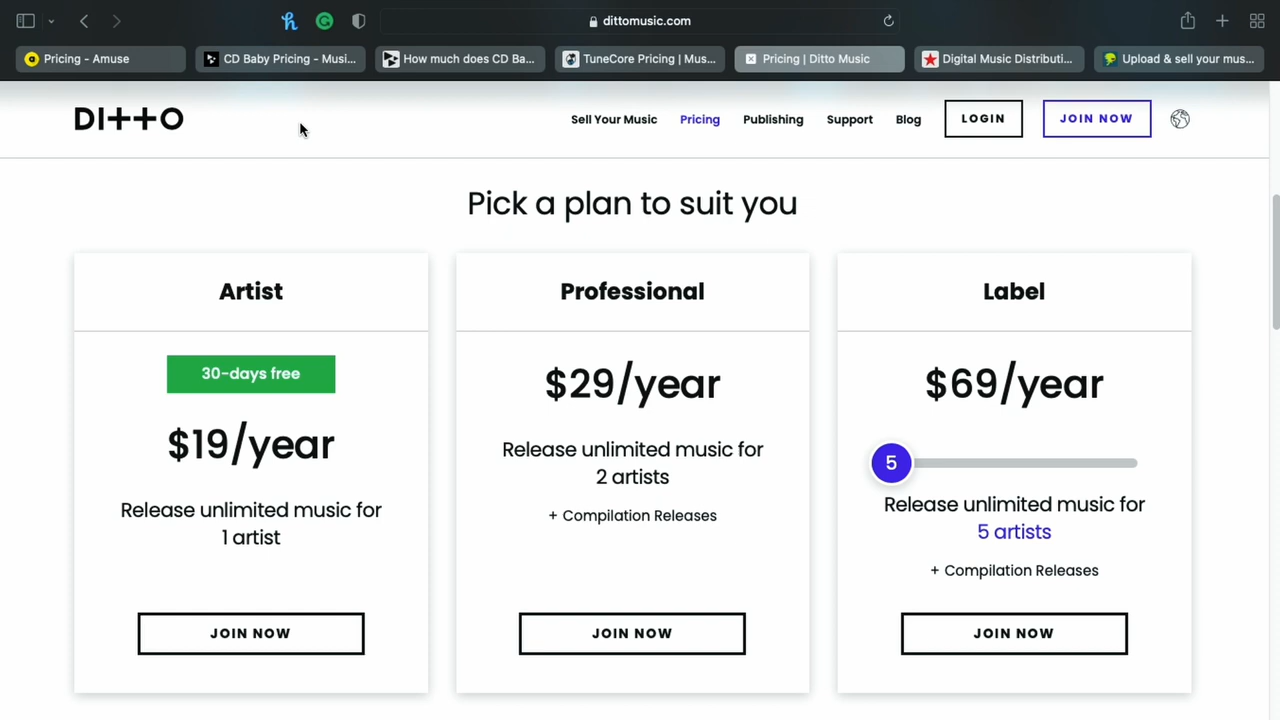 dittomusic.com
Pricing - Amuse
CD Baby Pricing - Musi...
How much does CD Ba...
TuneCore Pricing | Mus...
Pricing | Ditto Music
Digital Music Distributi...
Upload & sell your mus...
DITTO
Sell Your Music
Pricing
Publishing
Support
Blog
LOGIN
JOIN NOW
Pick a plan to suit you
Artist
30-days free
$19/year
Release unlimited music for
1 artist
JOIN NOW
Professional
$29/year
Release unlimited music for
2 artists
+ Compilation Releases
JOIN NOW
Label
$69/year
5
Release unlimited music for
5 artists
+ Compilation Releases
JOIN NOW